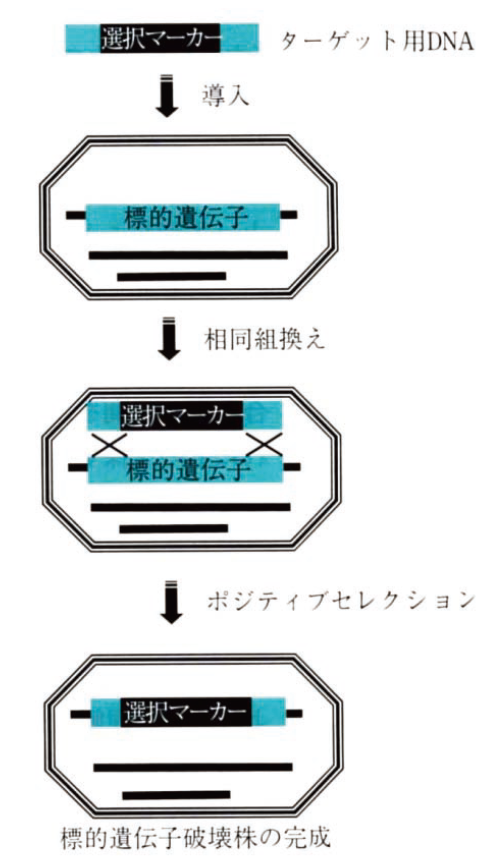 選択マーカー ターゲット用DNA
導入
標的遺伝子
相同組換え
選択マーカー
標的遺伝子
ポジティブセレクション
選択マーカー
標的遺伝子破壊株の完成